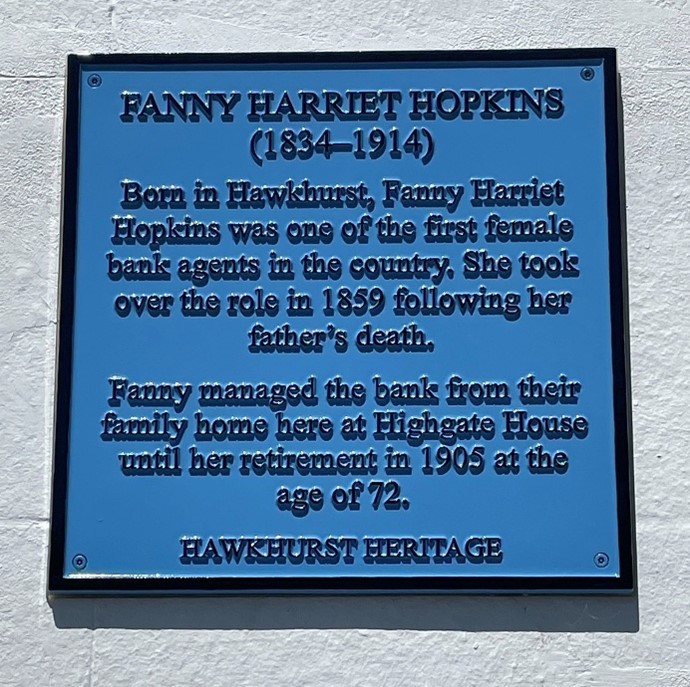 FANNY HARRIET HOPKINS
(1834–1914)
Born in Hawkhurst, Fanny Harriet
Hopkins was one of the first female
bank agents in the country. She took
over the role in 1859 following her
father's death.
Fanny managed the bank from their
family home here at Highgate House
until her retirement in 1905 at the
age of 72.
HAWKHURST HERITAGE